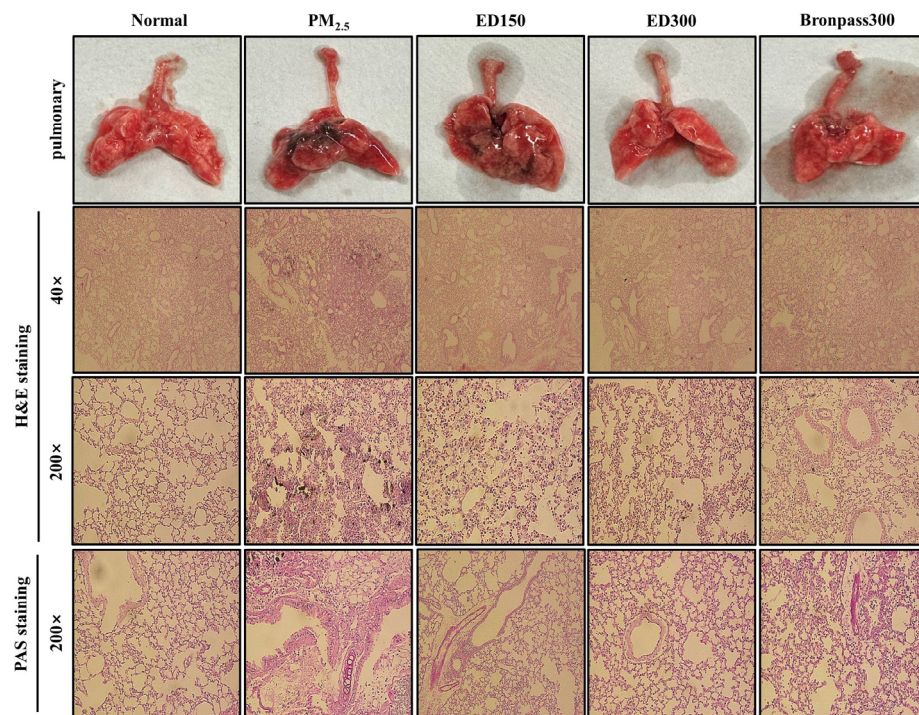 Normal PM2.5 ED150 ED300 Bronpass300
pulmonary
H&E staining
40×
200×
PAS staining
200×